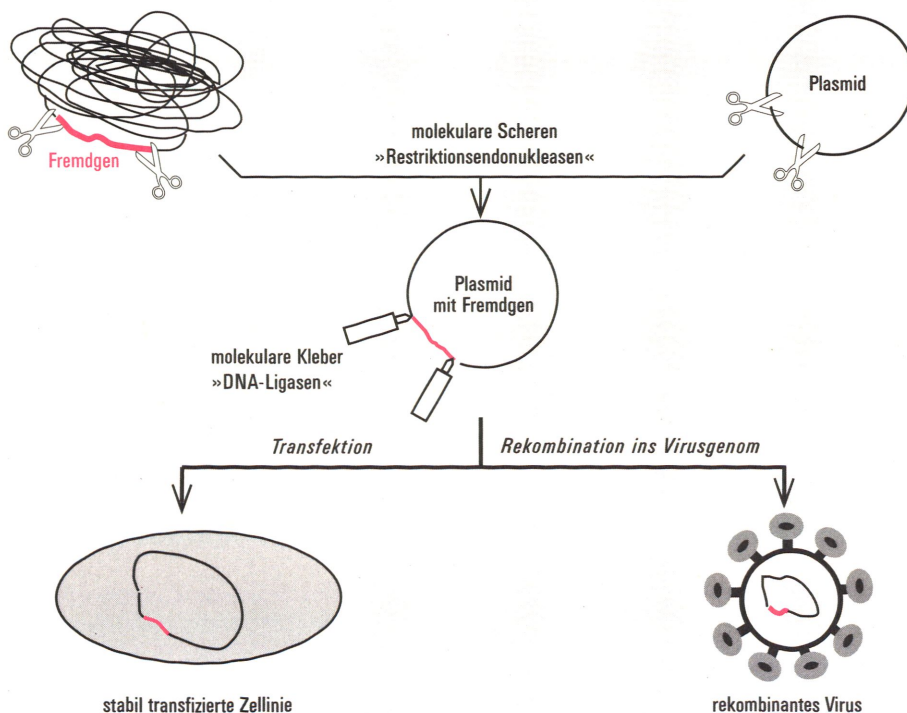 Plasmid
molekulare Scheren
»Restriktionsendonukleasen«
Fremdgen
Plasmid
mit Fremdgen
molekulare Kleber
»DNA-Ligasen«
Transfektion
Rekombination ins Virusgenom
stabil transfizierte Zellinie
rekombinantes Virus